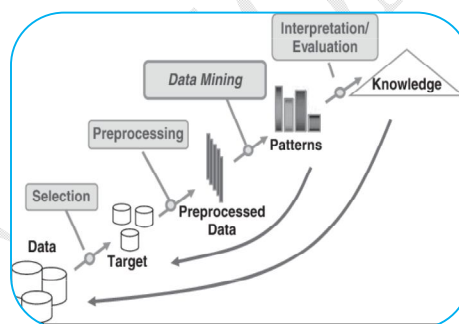 Interpretation/
Evaluation
Knowledge
Data Mining
Patterns
Preprocessing
Preprocessed
Data
Selection
Target
Data